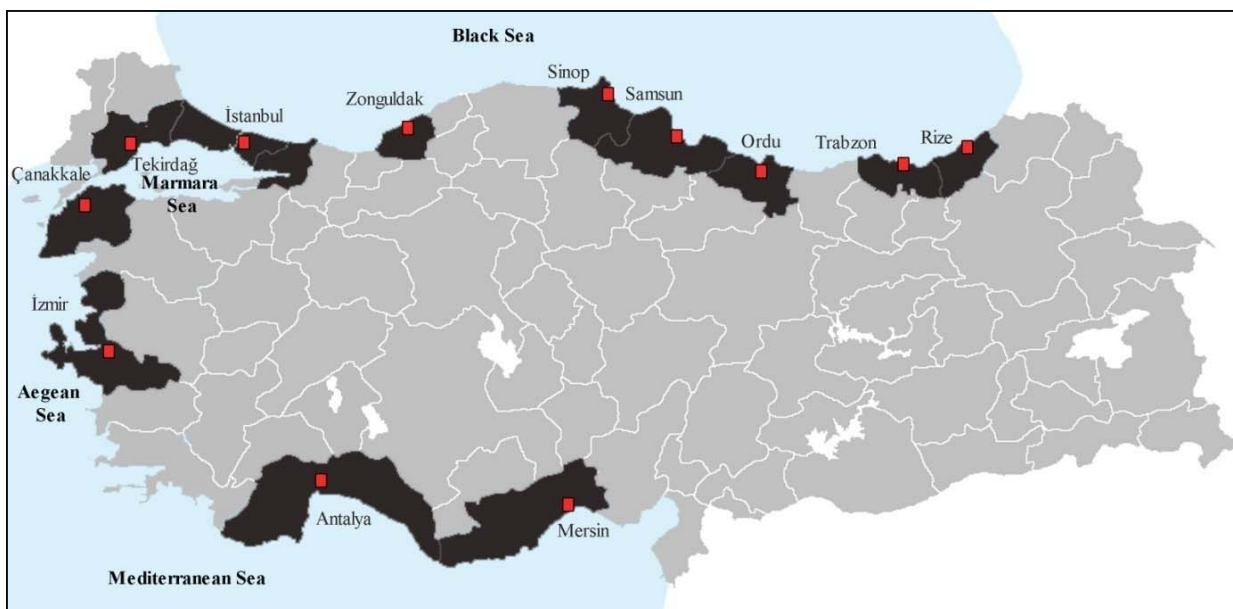 Black Sea
Sinop
Samsun
Zonguldak
İstanbul
Ordu
Trabzon
Rize
Tekirdağ
Çanakkale
Marmara
Sea
İzmir
Aegean
Sea
Antalya
Mersin
Mediterranean Sea